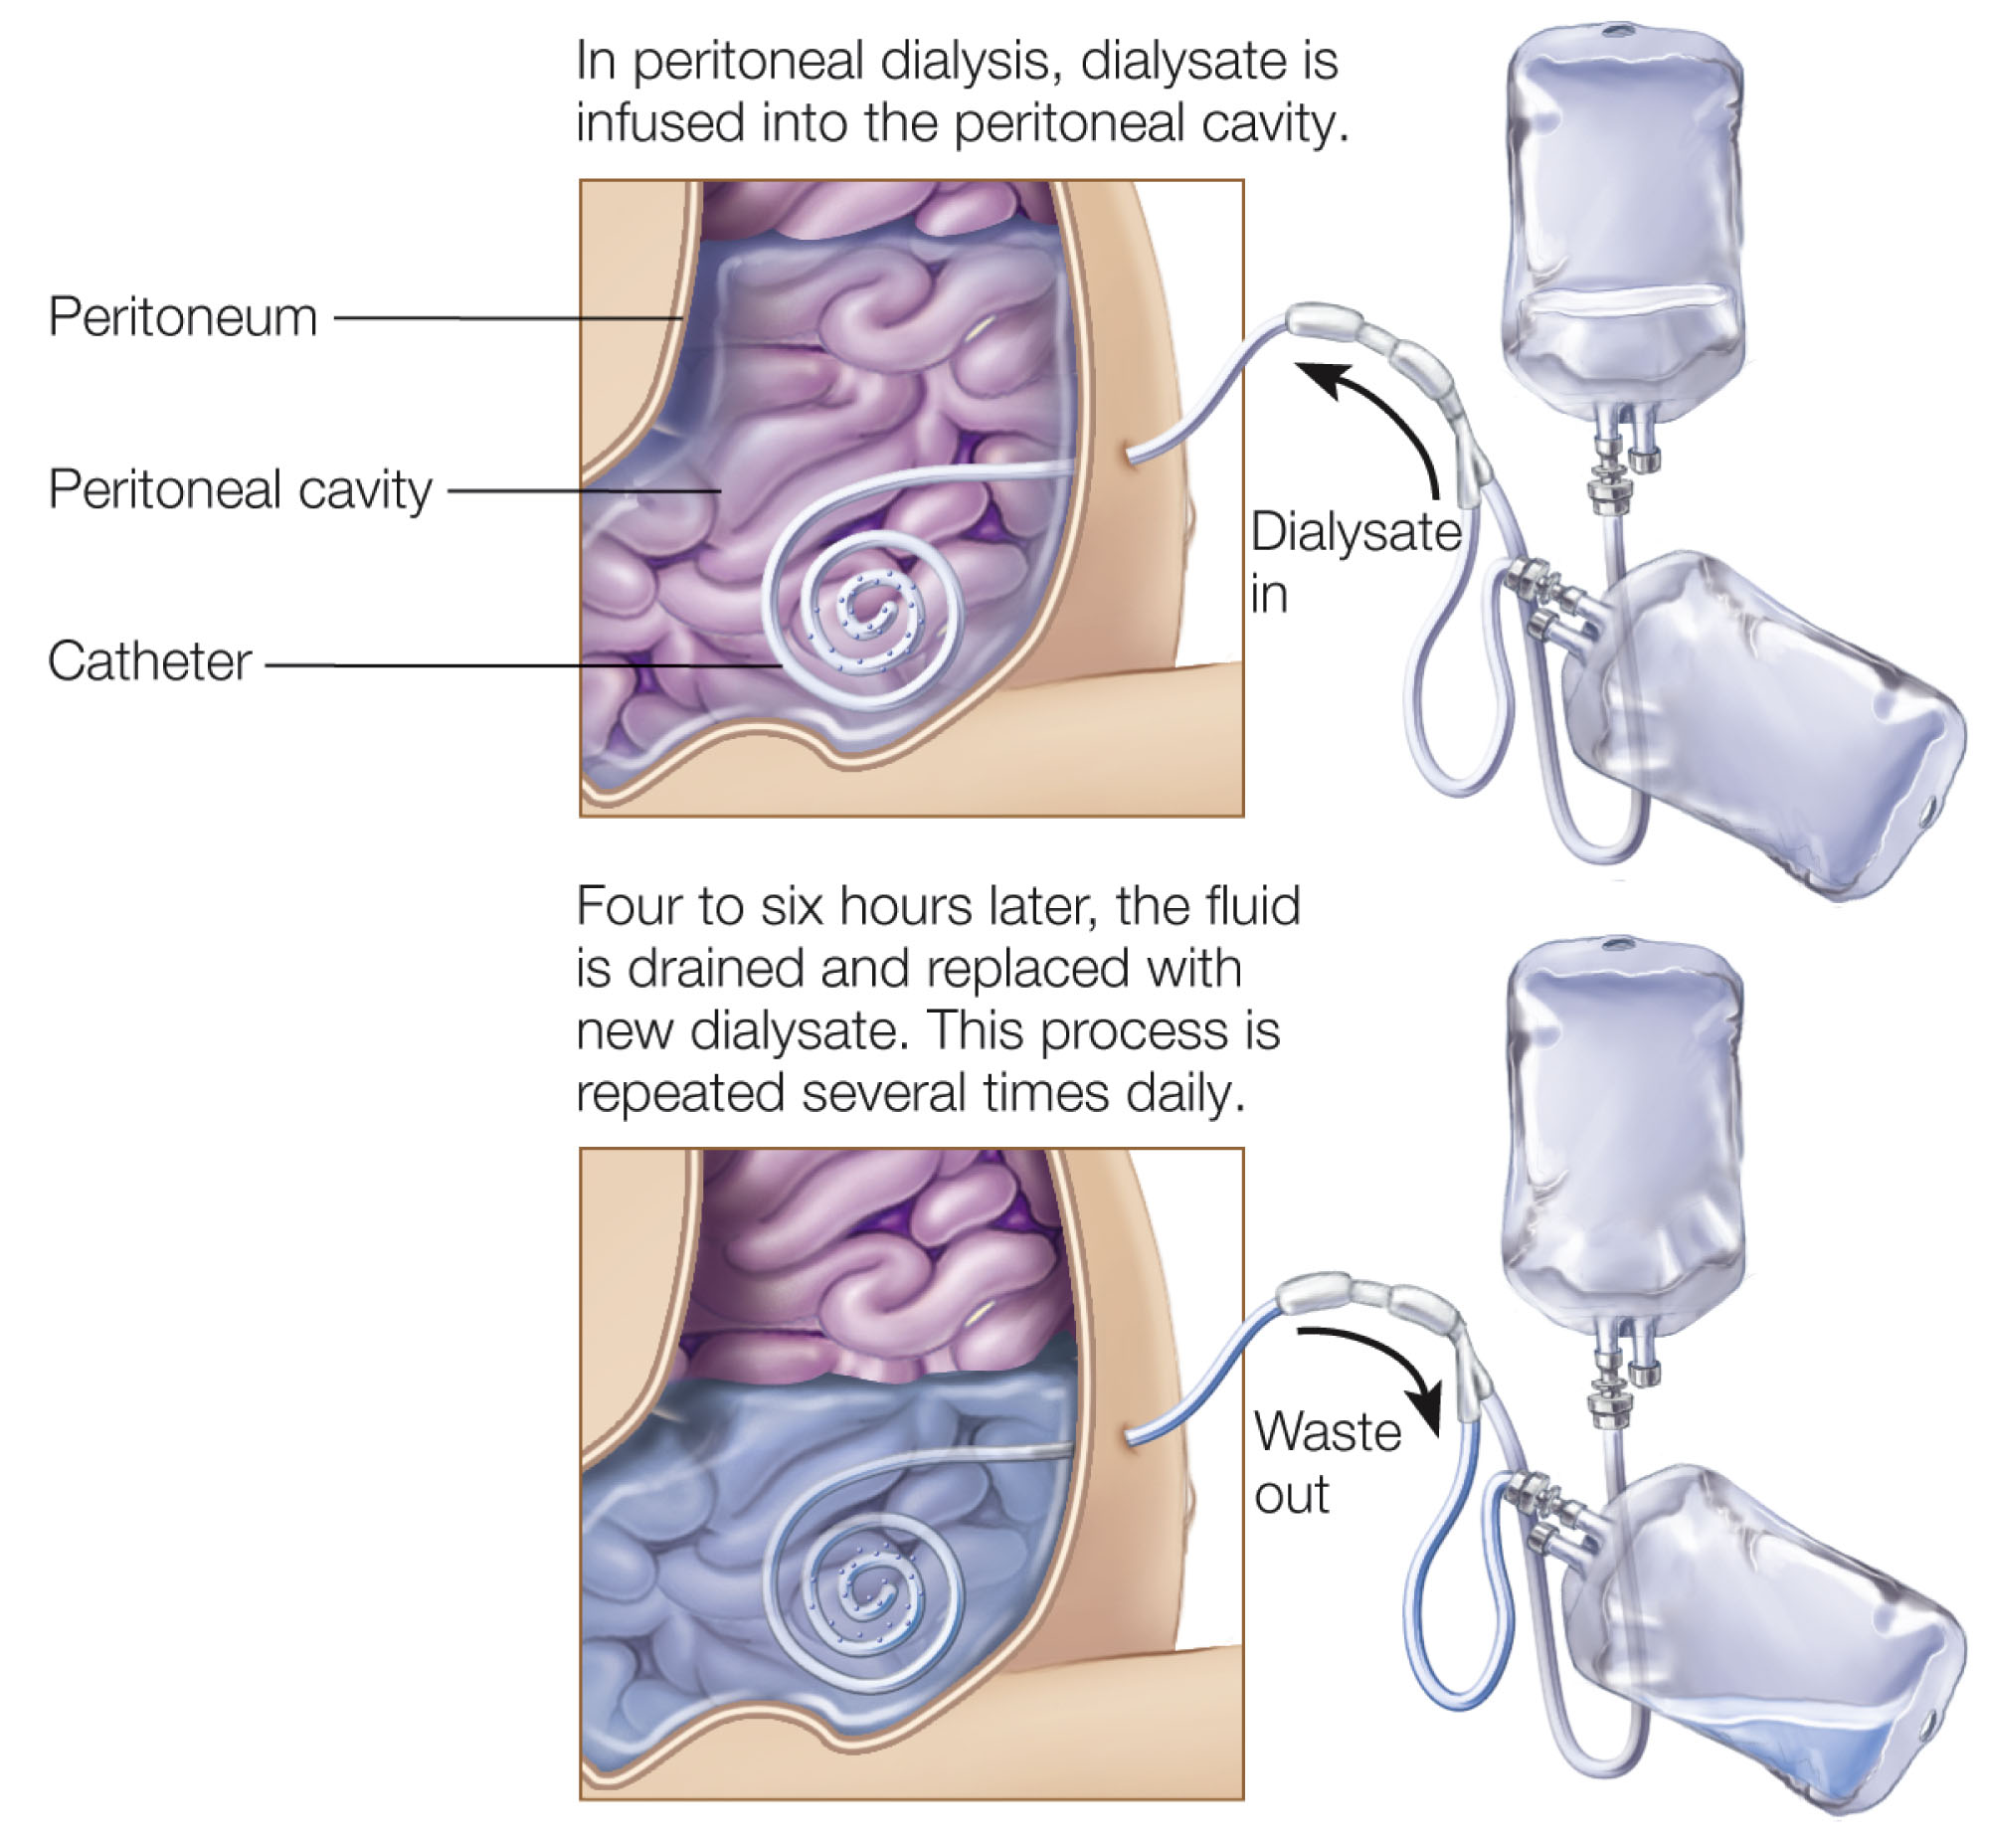 In peritoneal dialysis, dialysate is
infused into the peritoneal cavity.
Peritoneum
Peritoneal cavity
Catheter
Dialysate
in
Four to six hours later, the fluid
is drained and replaced with
new dialysate. This process is
repeated several times daily.
Waste
out